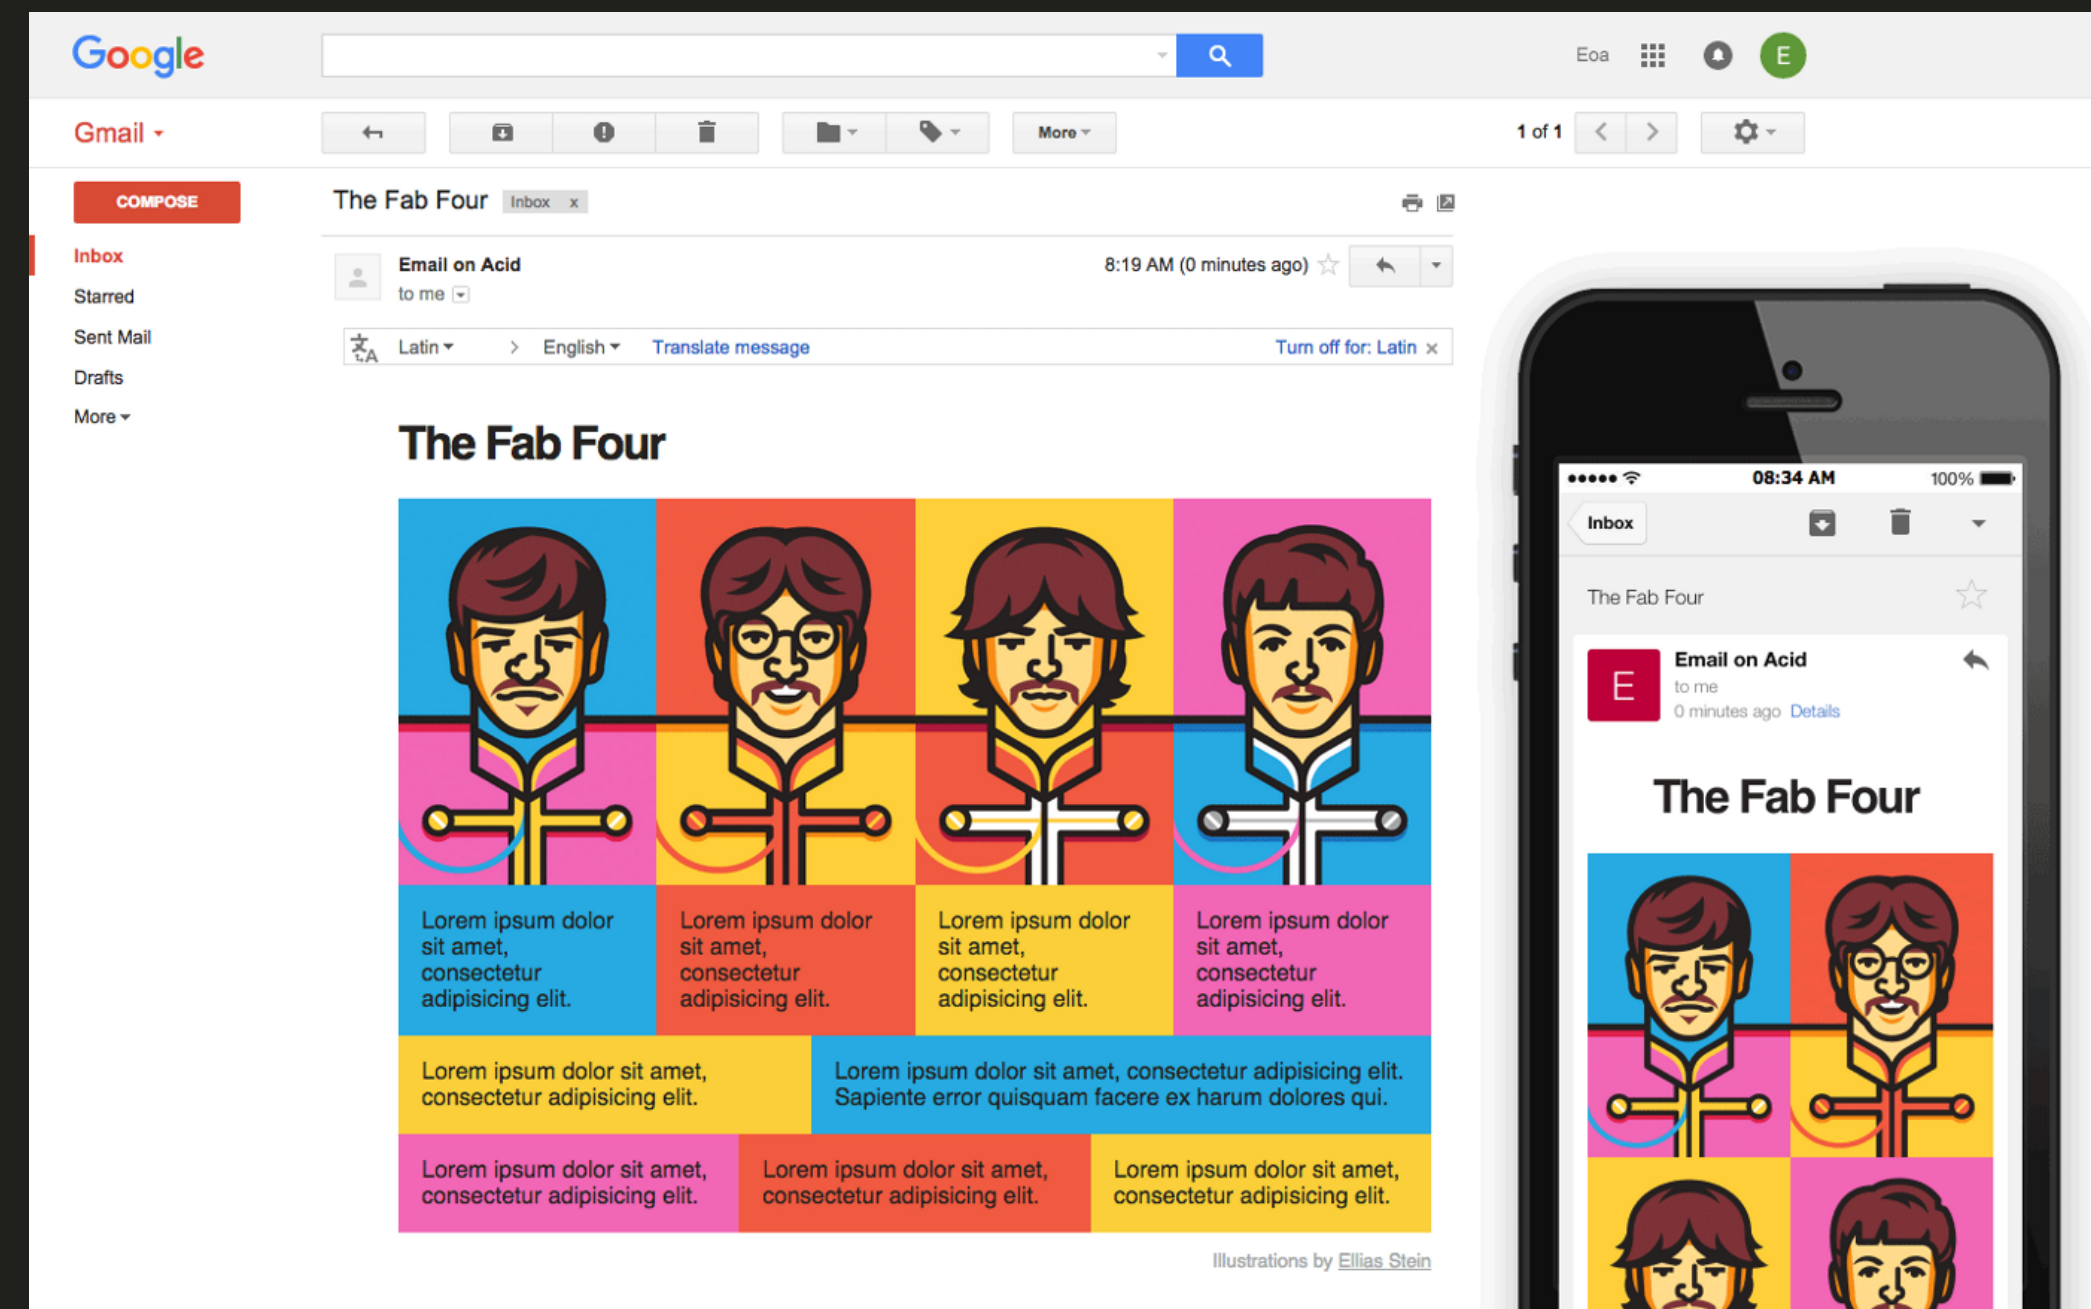 Google
Eoa
E
Gmail
More
1 of 1
COMPOSE
Inbox
Starred
Sent Mail
Drafts
More
The Fab Four Inbox x
Email on Acid
8:19 AM (0 minutes ago)
to me
Latin > English Translate message
Turn off for: Latin x
The Fab Four
Lorem ipsum dolor
sit amet,
consectetur
adipisicing elit.
Lorem ipsum dolor
sit amet,
consectetur
adipisicing elit.
Lorem ipsum dolor
sit amet,
consectetur
adipisicing elit.
Lorem ipsum dolor
sit amet,
consectetur
adipisicing elit.
Lorem ipsum dolor sit amet,
consectetur adipisicing elit.
Lorem ipsum dolor sit amet, consectetur adipisicing elit.
Sapiente error quisquam facere ex harum dolores qui.
Lorem ipsum dolor sit amet,
consectetur adipisicing elit.
Lorem ipsum dolor sit amet,
consectetur adipisicing elit.
Lorem ipsum dolor sit amet,
consectetur adipisicing elit.
Illustrations by Ellias Stein
08:34 AM
100%
Inbox
The Fab Four
E
Email on Acid
to me
0 minutes ago Details
The Fab Four